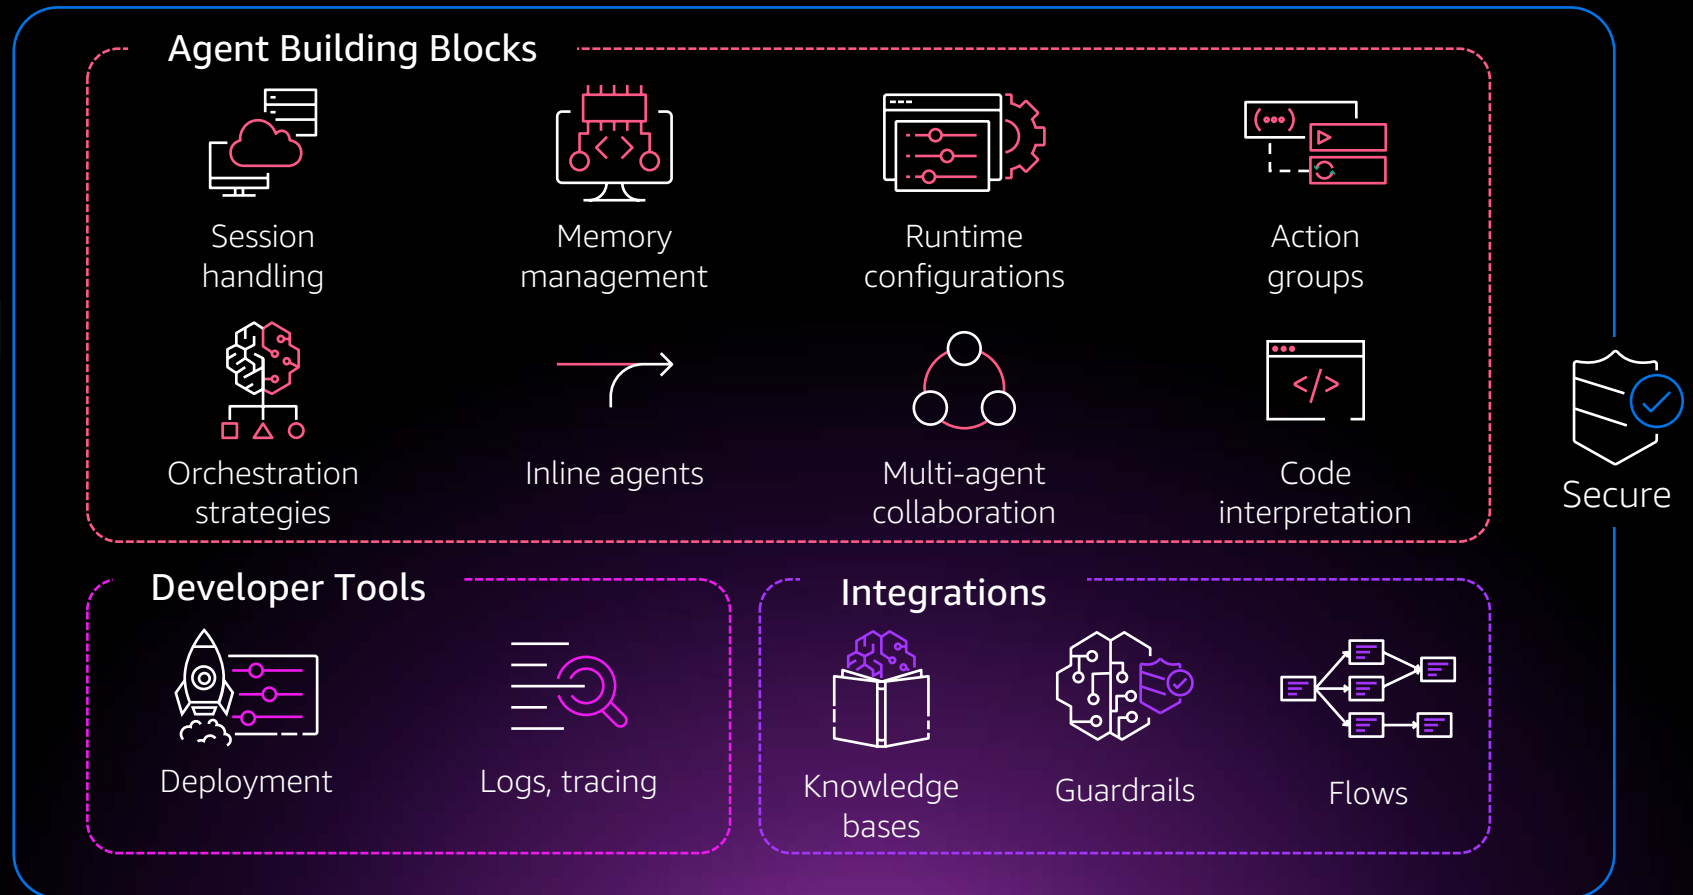 Agent Building Blocks
Session
handling
Memory
management
Runtime
configurations
Action
groups
Orchestration
strategies
Inline agents
Multi-agent
collaboration
Code
interpretation
Secure
Developer Tools
Deployment
Logs, tracing
Integrations
Knowledge
bases
Guardrails
Flows